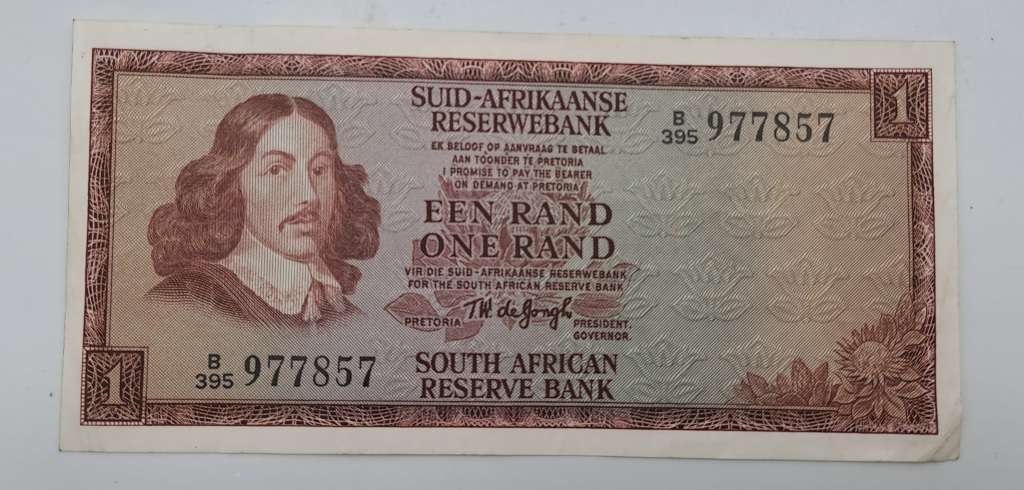 SUID-AFRIKAANSE
RESERWEBANK
B/395 977857
1
EK BELOOF OP AANVRAAG TE BETAAL
AAN TOONDER TE PRETORIA
I PROMISE TO PAY THE BEARER
ON DEMAND AT PRETORIA
EEN RAND
ONE RAND
VIR DIE SUID-AFRIKAANSE RESERWEBANK
FOR THE SOUTH AFRICAN RESERVE BANK
T.W. de Jongh
PRETORIA
PRESIDENT.
GOVERNOR.
1
B/395 977857
SOUTH AFRICAN
RESERVE BANK